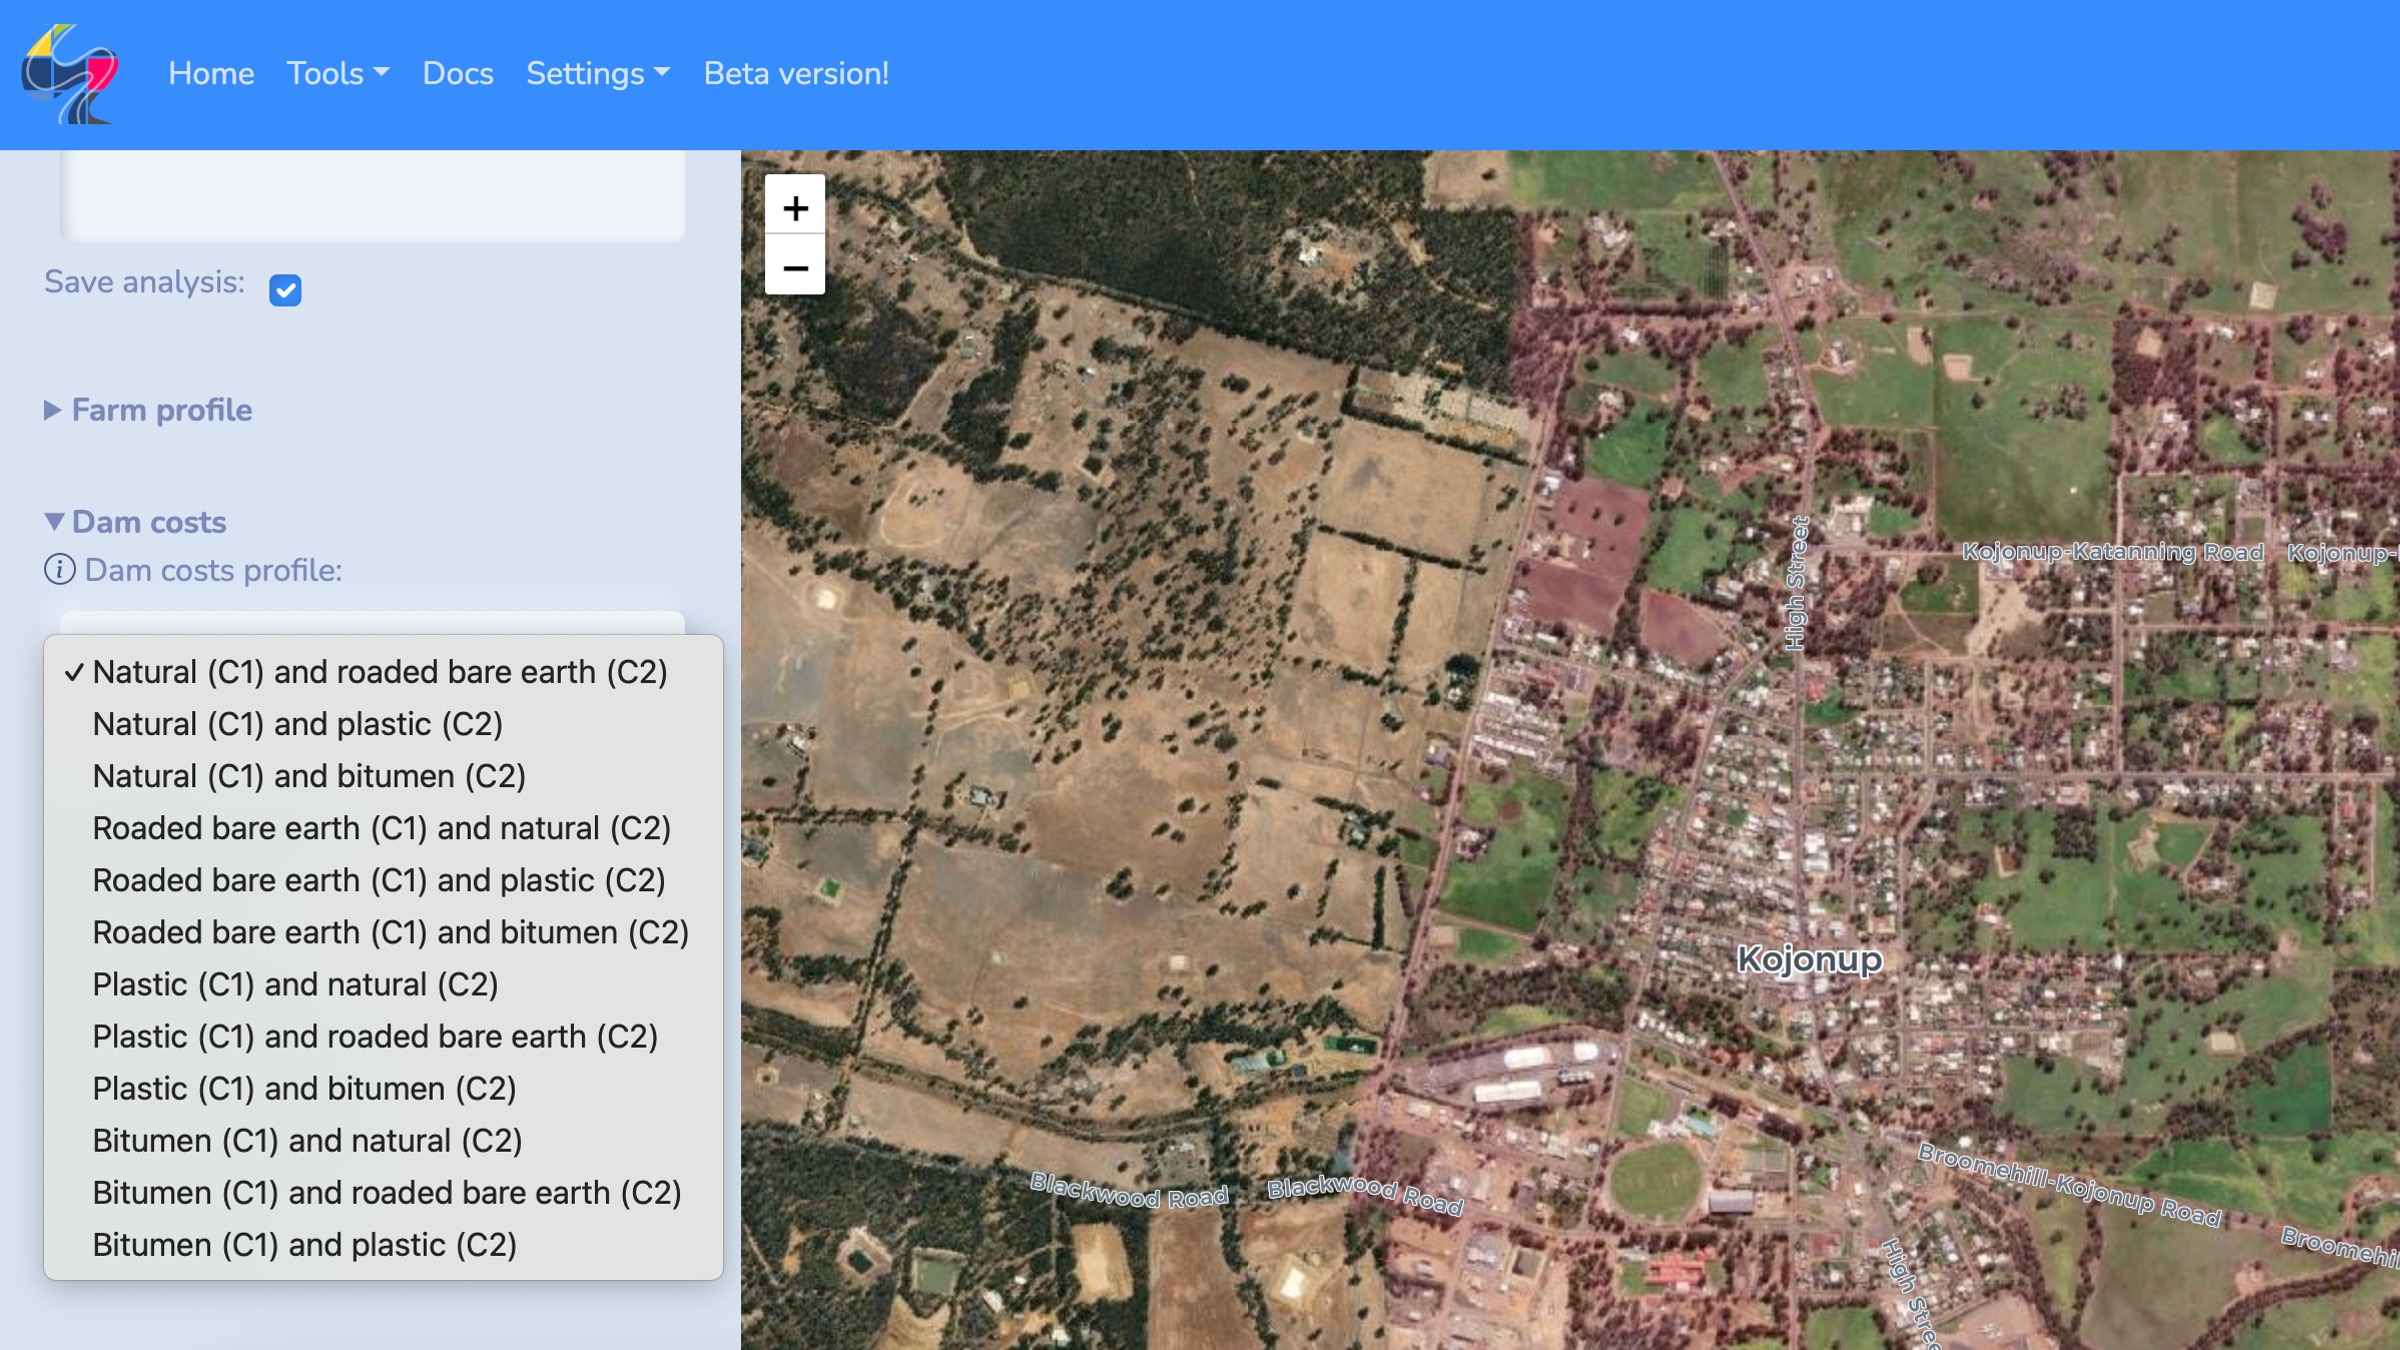 Home Tools Docs Settings Beta version!
+
−
Save analysis:
Farm profile
Dam costs
Dam costs profile:
✓ Natural (C1) and roaded bare earth (C2)
Natural (C1) and plastic (C2)
Natural (C1) and bitumen (C2)
Roaded bare earth (C1) and natural (C2)
Roaded bare earth (C1) and plastic (C2)
Roaded bare earth (C1) and bitumen (C2)
Plastic (C1) and natural (C2)
Plastic (C1) and roaded bare earth (C2)
Plastic (C1) and bitumen (C2)
Bitumen (C1) and natural (C2)
Bitumen (C1) and roaded bare earth (C2)
Bitumen (C1) and plastic (C2)
High Street
Kojonup-Katanning Road
Kojonup-
Kojonup
Blackwood Road
Blackwood Road
Broomehill-Kojonup Road
Broomehil
High Stree